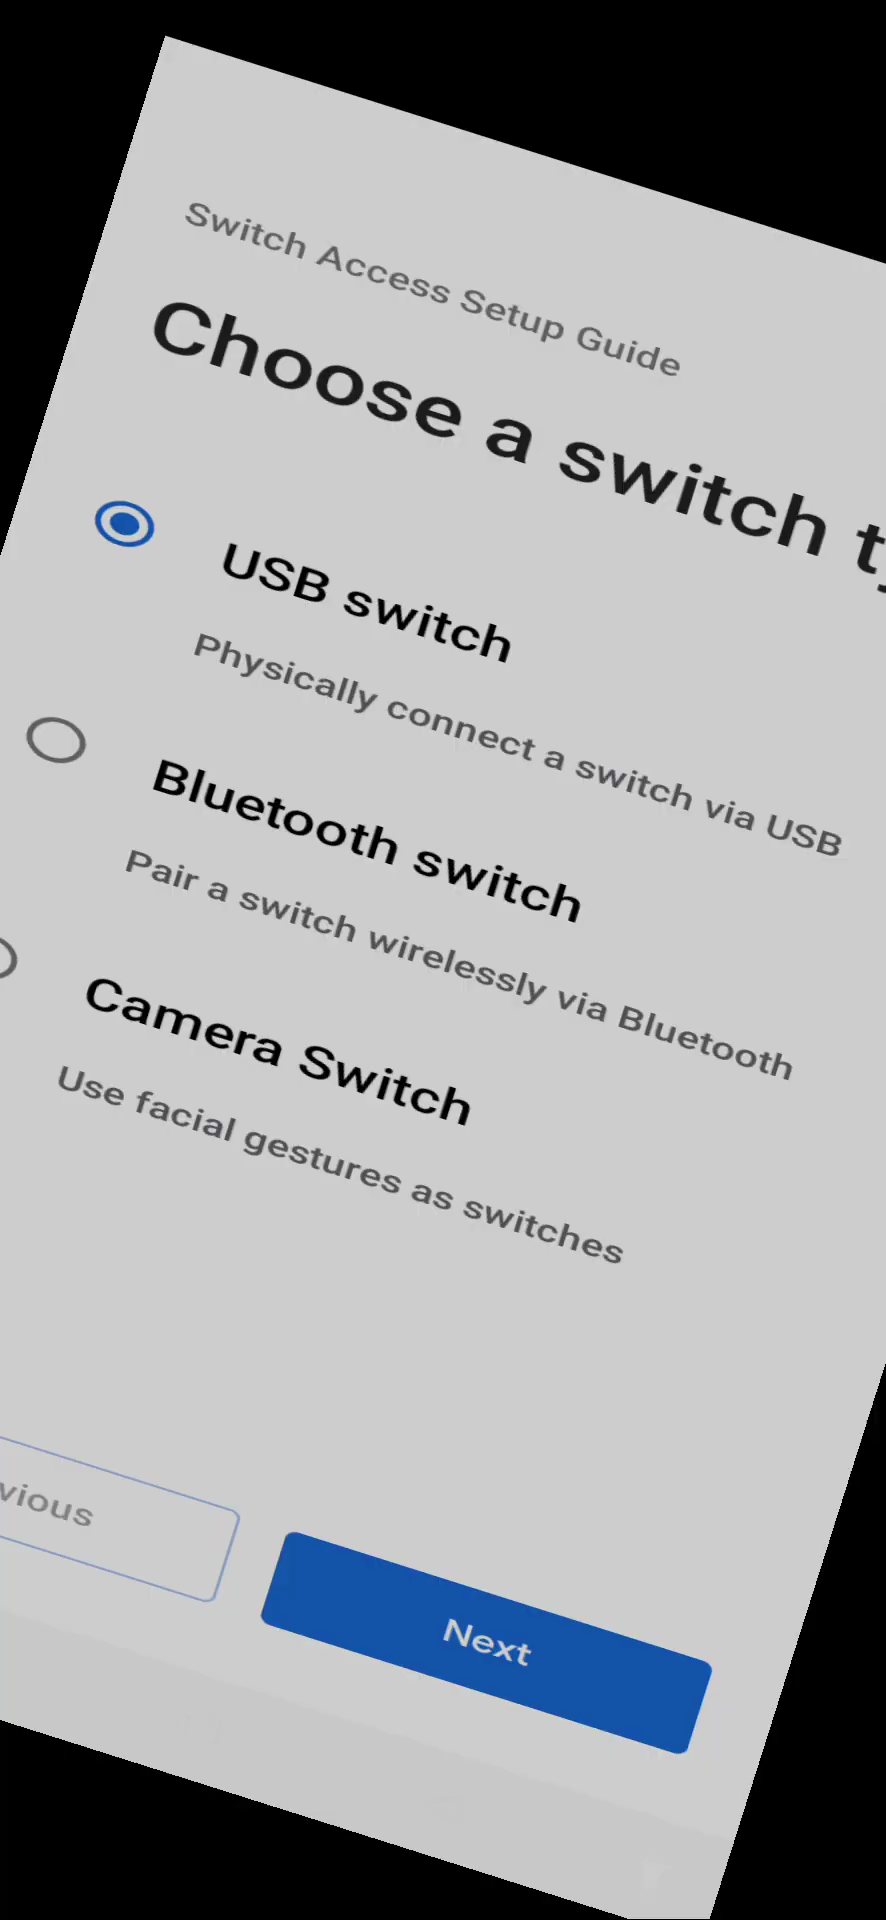 Switch Access Setup Guide
Choose a switch
USB switch
Physically connect a switch via USB
Bluetooth switch
Pair a switch wirelessly via Bluetooth
Camera Switch
Use facial gestures as switches
vious
Next